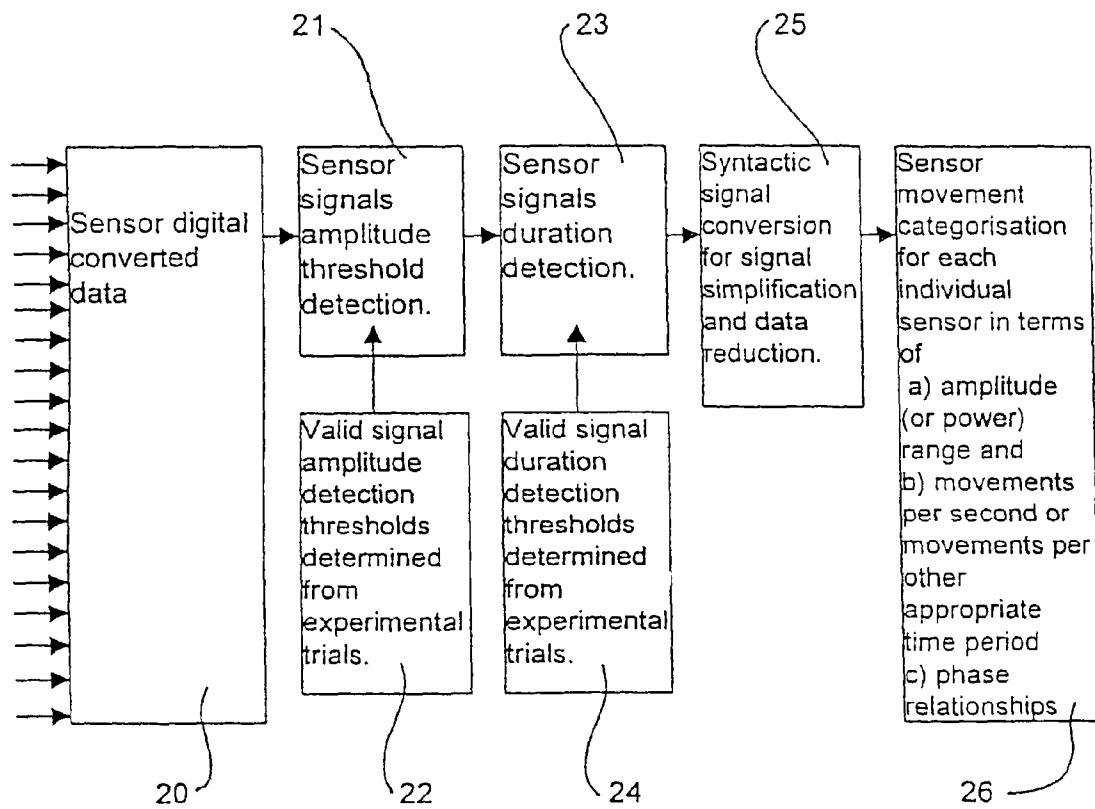 21
23
25
Sensor digital
converted
data
Sensor
signals
amplitude
threshold
detection.
Sensor
signals
duration
detection.
Syntactic
signal
conversion
for signal
simplification
and data
reduction.
Sensor
movement
categorisation
for each
individual
sensor in terms
of
a) amplitude
(or power)
range and
b) movements
per second or
movements per
other
appropriate
time period
c) phase
relationships
Valid signal
amplitude
detection
thresholds
determined
from
experimental
trials.
Valid signal
duration
detection
thresholds
determined
from
experimental
trials.
20
22
24
26